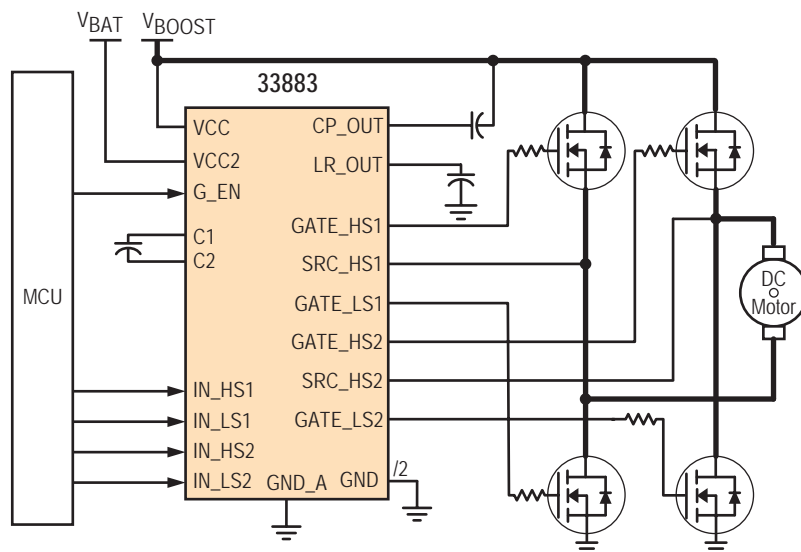 VBAT
VBOOST
33883
VCC
VCC2
G_EN
C1
C2
MCU
IN_HS1
IN_LS1
IN_HS2
IN_LS2
CP_OUT
LR_OUT
GATE_HS1
SRC_HS1
GATE_LS1
GATE_HS2
SRC_HS2
GATE_LS2
GND_A
GND
/2
DC
Motor